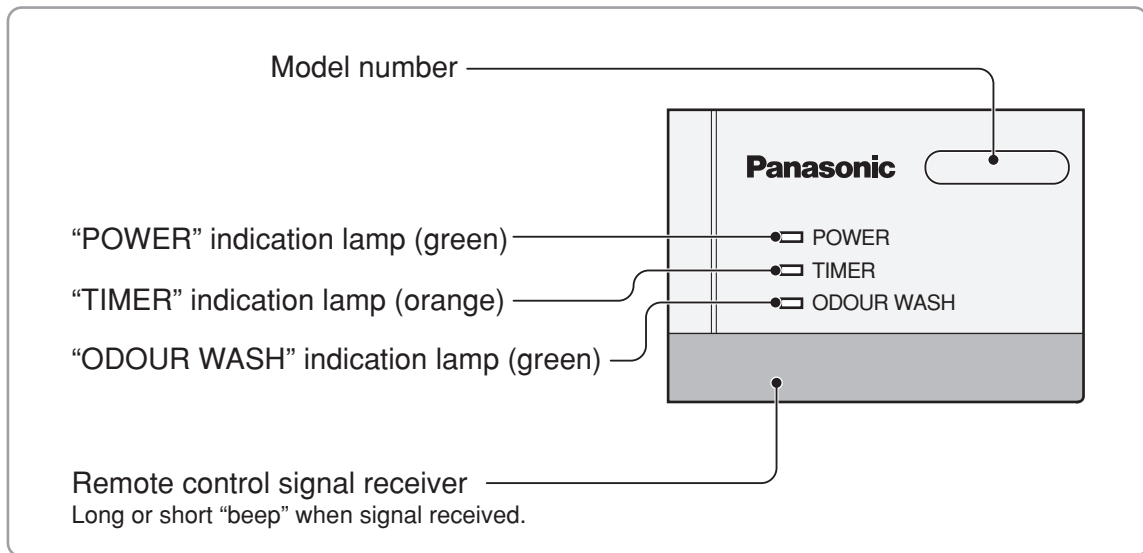 Model number
Panasonic
“POWER” indication lamp (green)
POWER
“TIMER” indication lamp (orange)
TIMER
“ODOUR WASH” indication lamp (green)
ODOUR WASH
Remote control signal receiver
Long or short “beep” when signal received.